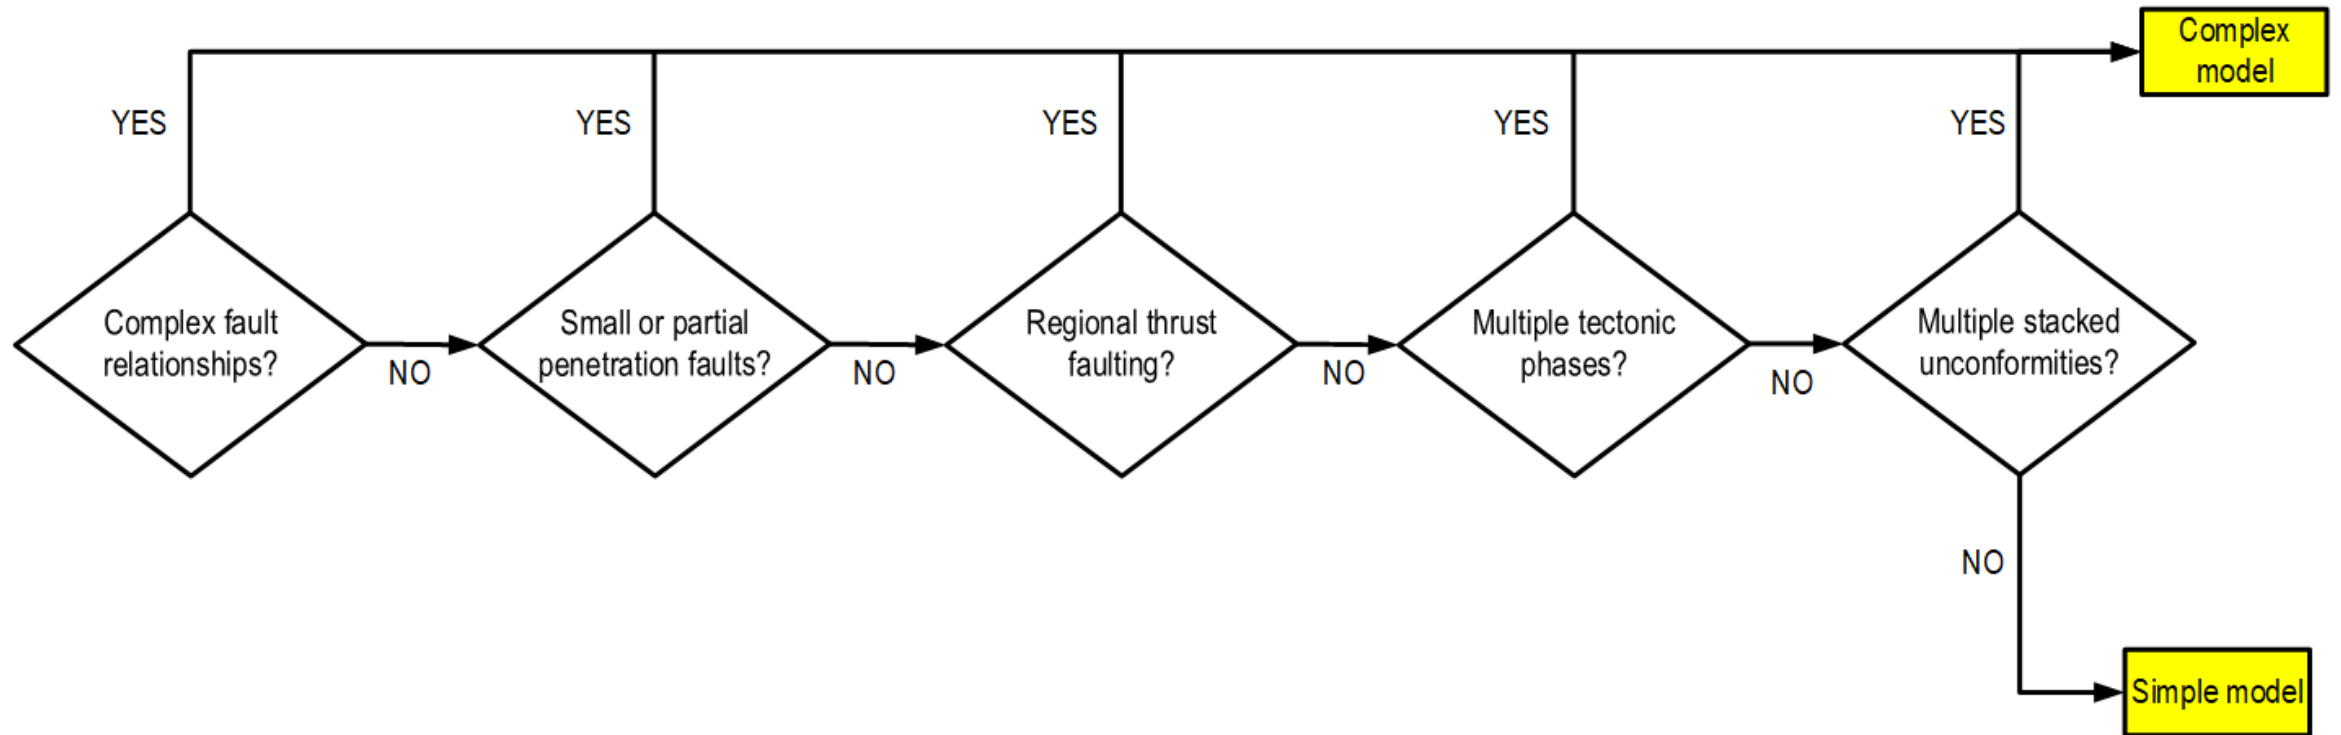 Complex
model
YES
YES
YES
YES
YES
Complex fault
relationships?
NO
Small or partial
penetration faults?
NO
Regional thrust
faulting?
NO
Multiple tectonic
phases?
NO
Multiple stacked
unconformities?
NO
Simple model